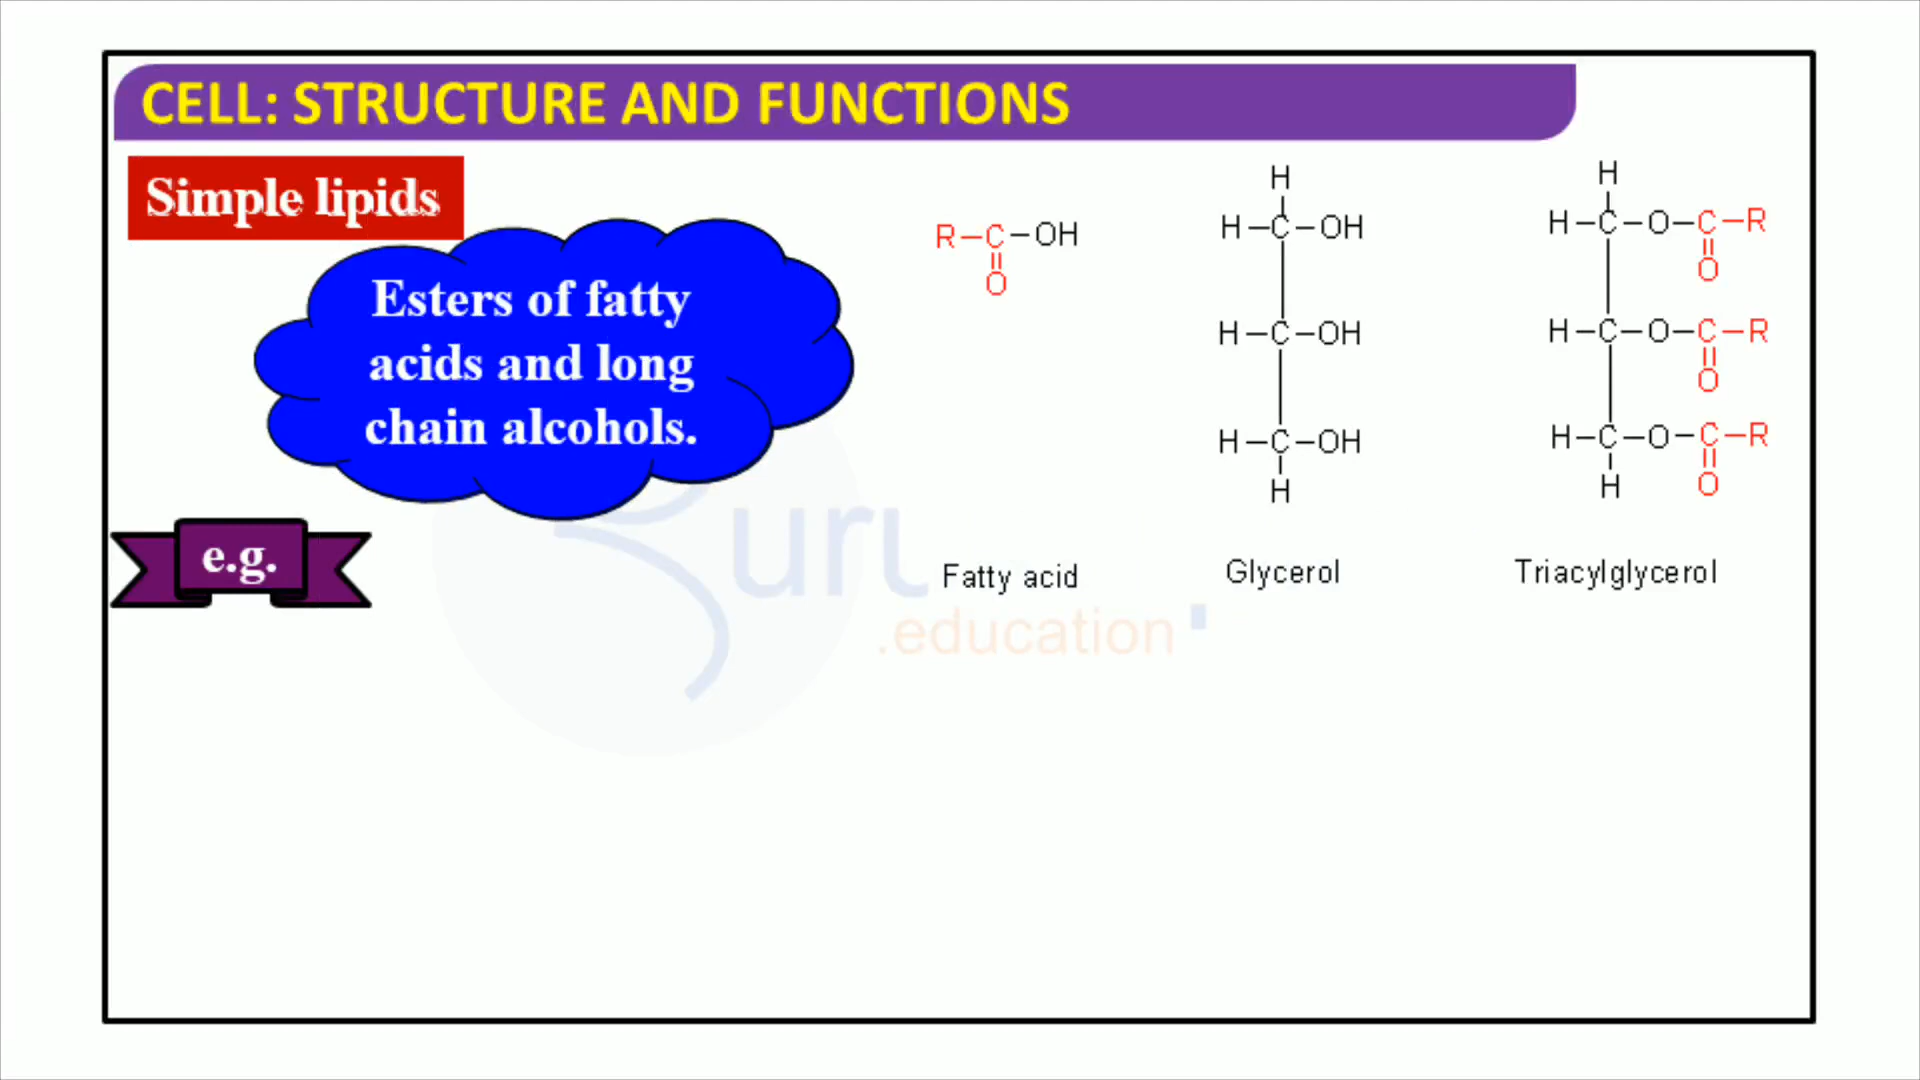 CELL: STRUCTURE AND FUNCTIONS
Simple lipids
Esters of fatty
acids and long
chain alcohols.
e.g.
R–C–OH
O
H
H–C–OH
H–C–OH
H–C–OH
H
H
H–C–O–C–R
O
H–C–O–C–R
O
H–C–O–C–R
H
O
Fatty acid
Glycerol
Triacylglycerol
.education